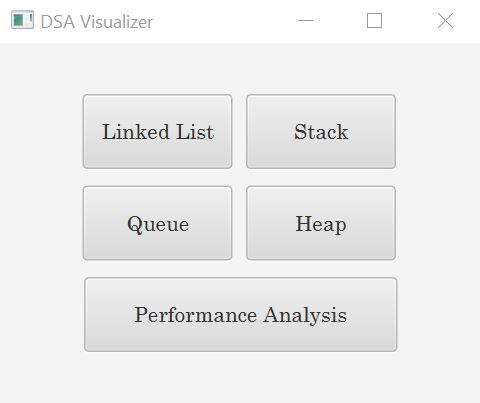 DSA Visualizer
Linked List
Stack
Queue
Heap
Performance Analysis